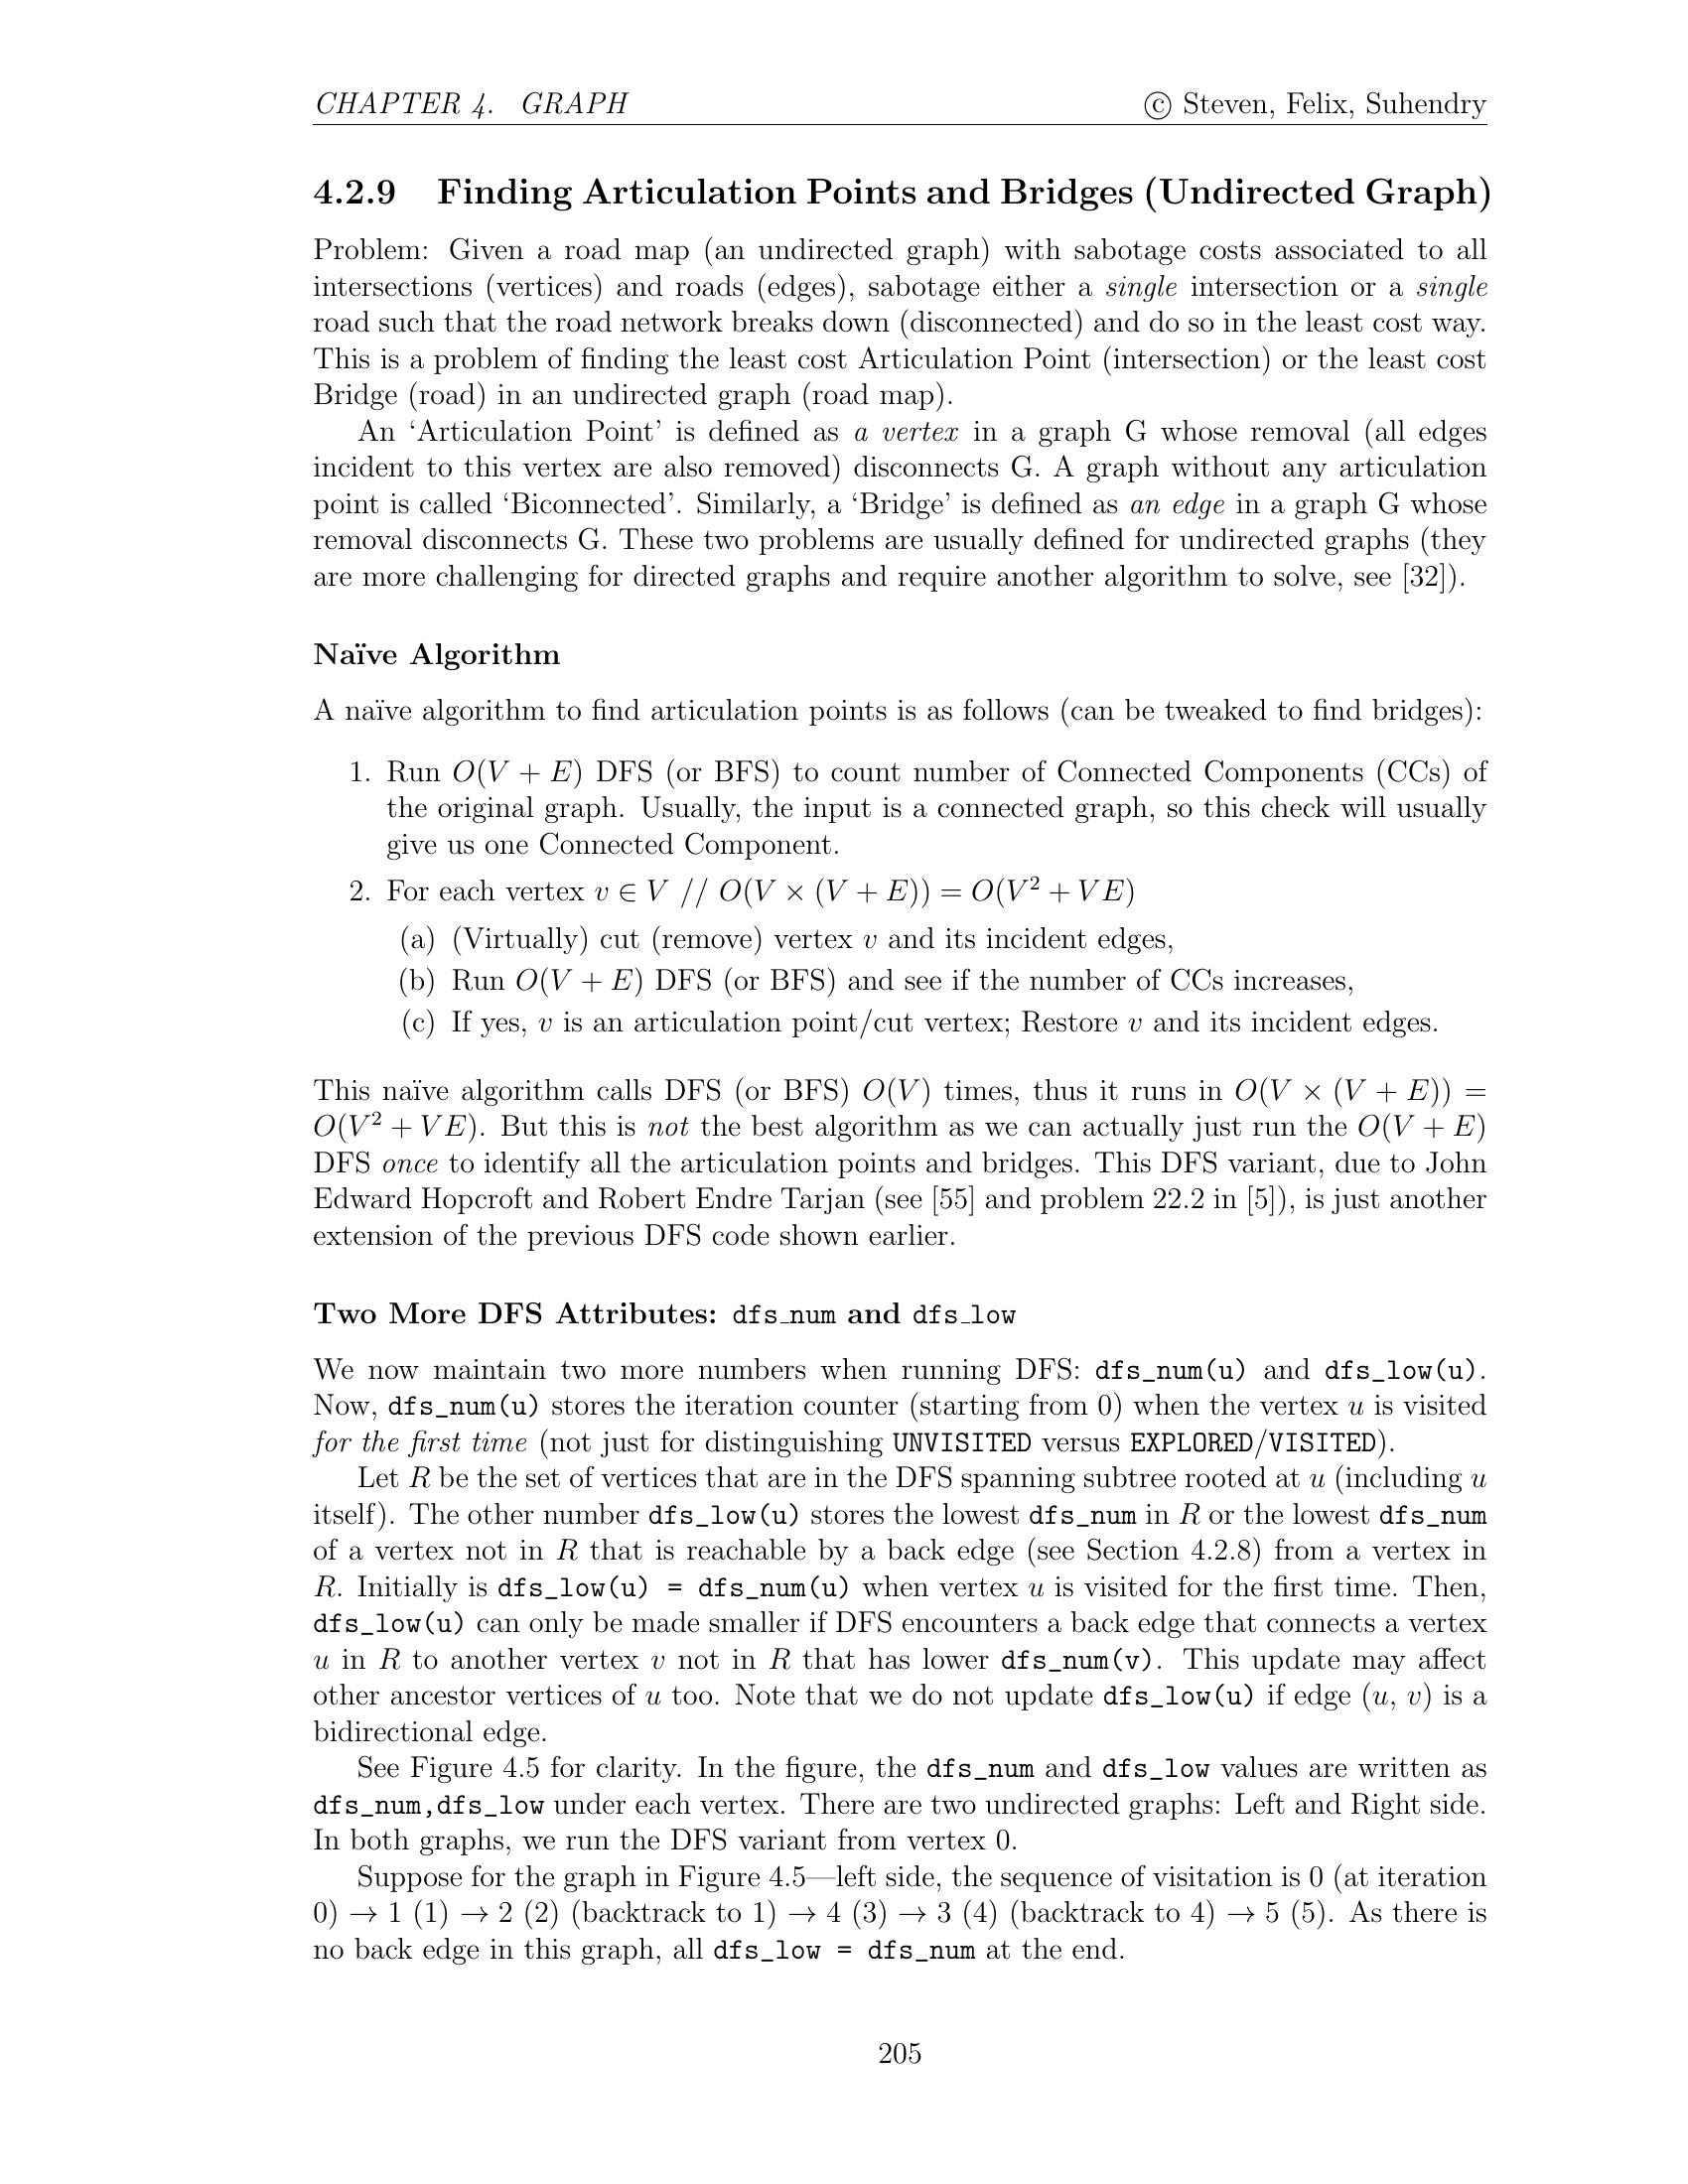 CHAPTER 4. GRAPH © Steven, Felix, Suhendry
4.2.9 Finding Articulation Points and Bridges (Undirected Graph)
Problem: Given a road map (an undirected graph) with sabotage costs associated to all
intersections (vertices) and roads (edges), sabotage either a single intersection or a single
road such that the road network breaks down (disconnected) and do so in the least cost way.
This is a problem of finding the least cost Articulation Point (intersection) or the least cost
Bridge (road) in an undirected graph (road map).
An ‘Articulation Point’ is defined as a vertex in a graph G whose removal (all edges
incident to this vertex are also removed) disconnects G. A graph without any articulation
point is called ‘Biconnected’. Similarly, a ‘Bridge’ is defined as an edge in a graph G whose
removal disconnects G. These two problems are usually defined for undirected graphs (they
are more challenging for directed graphs and require another algorithm to solve, see [32]).
Naïve Algorithm
A naïve algorithm to find articulation points is as follows (can be tweaked to find bridges):
1. Run O(V + E) DFS (or BFS) to count number of Connected Components (CCs) of
the original graph. Usually, the input is a connected graph, so this check will usually
give us one Connected Component.
2. For each vertex v ∈ V // O(V × (V + E)) = O(V² + VE)
(a) (Virtually) cut (remove) vertex v and its incident edges,
(b) Run O(V + E) DFS (or BFS) and see if the number of CCs increases,
(c) If yes, v is an articulation point/cut vertex; Restore v and its incident edges.
This naïve algorithm calls DFS (or BFS) O(V) times, thus it runs in O(V × (V + E)) =
O(V² + VE). But this is not the best algorithm as we can actually just run the O(V + E)
DFS once to identify all the articulation points and bridges. This DFS variant, due to John
Edward Hopcroft and Robert Endre Tarjan (see [55] and problem 22.2 in [5]), is just another
extension of the previous DFS code shown earlier.
Two More DFS Attributes: dfs_num and dfs_low
We now maintain two more numbers when running DFS: dfs_num(u) and dfs_low(u).
Now, dfs_num(u) stores the iteration counter (starting from 0) when the vertex u is visited
for the first time (not just for distinguishing UNVISITED versus EXPLORED/VISITED).
Let R be the set of vertices that are in the DFS spanning subtree rooted at u (including u
itself). The other number dfs_low(u) stores the lowest dfs_num in R or the lowest dfs_num
of a vertex not in R that is reachable by a back edge (see Section 4.2.8) from a vertex in
R. Initially is dfs_low(u) = dfs_num(u) when vertex u is visited for the first time. Then,
dfs_low(u) can only be made smaller if DFS encounters a back edge that connects a vertex
u in R to another vertex v not in R that has lower dfs_num(v). This update may affect
other ancestor vertices of u too. Note that we do not update dfs_low(u) if edge (u, v) is a
bidirectional edge.
See Figure 4.5 for clarity. In the figure, the dfs_num and dfs_low values are written as
dfs_num,dfs_low under each vertex. There are two undirected graphs: Left and Right side.
In both graphs, we run the DFS variant from vertex 0.
Suppose for the graph in Figure 4.5—left side, the sequence of visitation is 0 (at iteration
0) → 1 (1) → 2 (2) (backtrack to 1) → 4 (3) → 3 (4) (backtrack to 4) → 5 (5). As there is
no back edge in this graph, all dfs_low = dfs_num at the end.
205